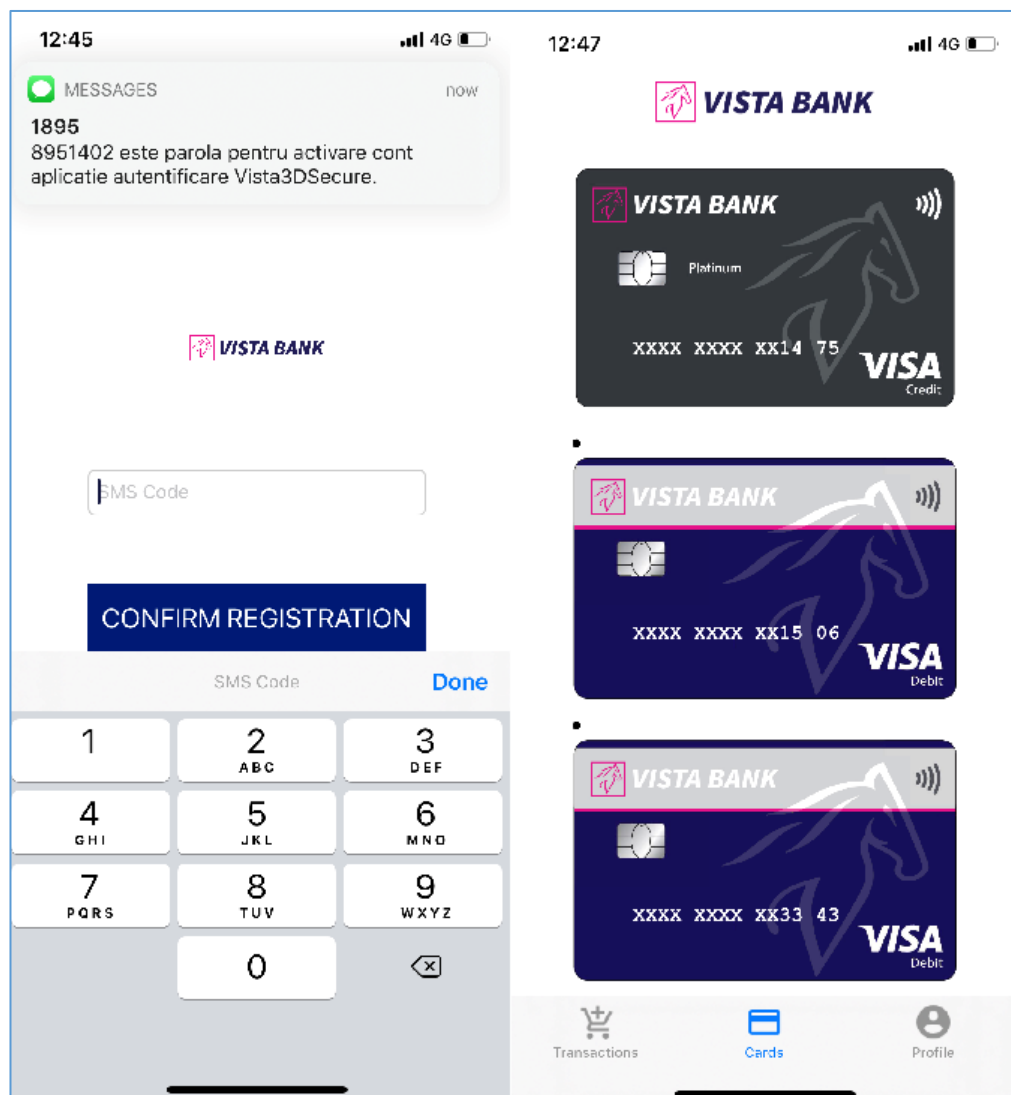 12:45
4G
MESSAGES
now
1895
8951402 este parola pentru activare cont
aplicatie autentificare Vista3DSecure.
VISTA BANK
SMS Code
CONFIRM REGISTRATION
SMS Code
Done
1
2
ABC
3
DEF
4
GHI
5
JKL
6
MNO
7
PQRS
8
TUV
9
WXYZ
0
12:47
4G
VISTA BANK
VISTA BANK
Platinum
XXXX XXXX XX14 75
VISA
Credit
VISTA BANK
XXXX XXXX XX15 06
VISA
Debit
VISTA BANK
XXXX XXXX XX33 43
VISA
Debit
Transactions
Cards
Profile